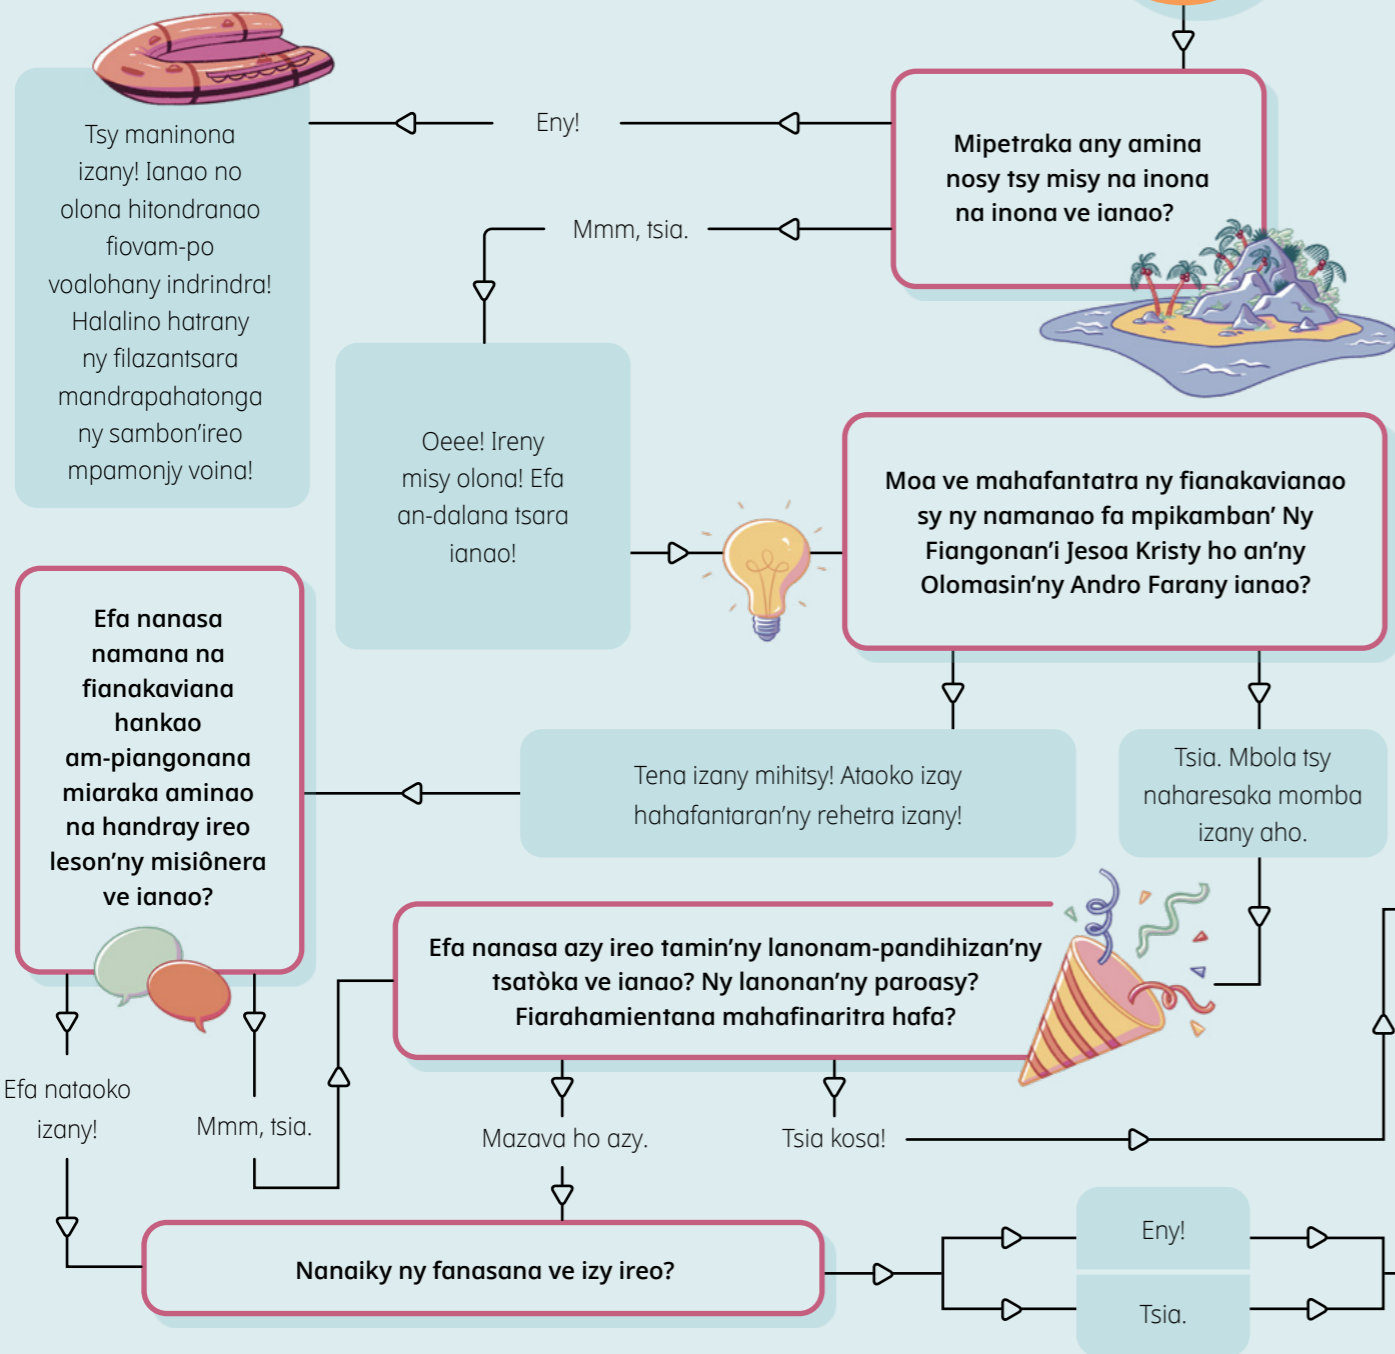 Mipetraka any amina
nosy tsy misy na inona
na inona ve ianao?
Eny!
Tsy maninona
izany! Ianao no
olona hitondranao
fiovam-po
voalohany indrindra!
Halalino hatrany
ny filazantsara
mandrapahatonga
ny sambon'ireo
mpamonjy voina!
Mmm, tsia.
Oeee! Ireny
misy olona! Efa
an-dalana tsara
ianao!
Moa ve mahafantatra ny fianakavianao
sy ny namanao fa mpikamban' Ny
Fiangonan'i Jesoa Kristy ho an'ny
Olomasin'ny Andro Farany ianao?
Tena izany mihitsy! Ataoko izay
hahafantaran'ny rehetra izany!
Tsia. Mbola tsy
naharesaka momba
izany aho.
Efa nanasa
namana na
fianakaviana
hankao
am-piangonana
miaraka aminao
na handray ireo
leson'ny misiônera
ve ianao?
Efa nanasa azy ireo tamin'ny lanonam-pandihizan'ny
tsatòka ve ianao? Ny lanonan'ny paroasy?
Fiarahamientana mahafinaritra hafa?
Efa nataoko
izany!
Mmm, tsia.
Mazava ho azy.
Tsia kosa!
Nanaiky ny fanasana ve izy ireo?
Eny!
Tsia.